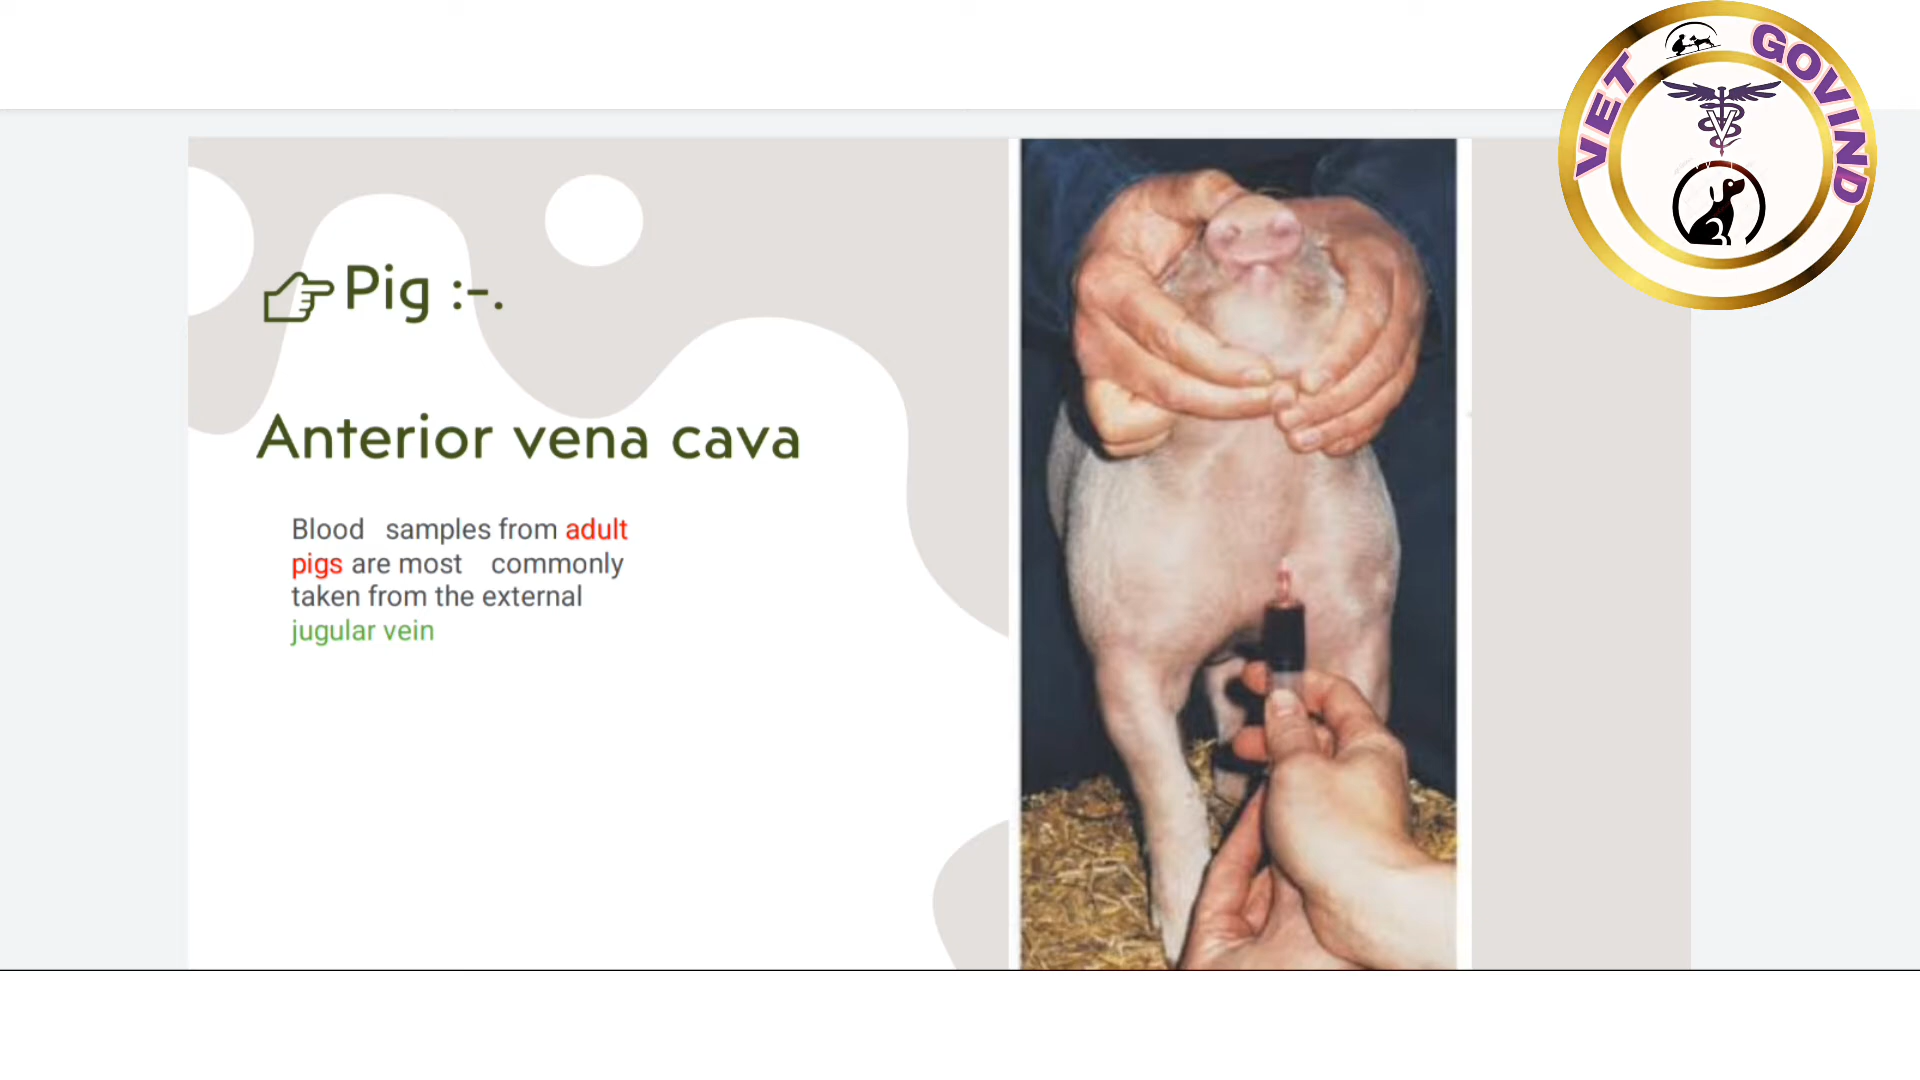 VET GOVIND
👉Pig :-.
Anterior vena cava
Blood samples from adult
pigs are most commonly
taken from the external
jugular vein